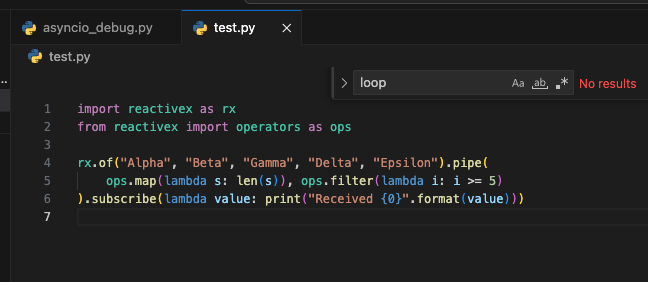 asyncio_debug.py
test.py
test.py
loop
Aa
ab
.*
No results
1 import reactivex as rx
2 from reactivex import operators as ops
3
4 rx.of("Alpha", "Beta", "Gamma", "Delta", "Epsilon").pipe(
5     ops.map(lambda s: len(s)), ops.filter(lambda i: i >= 5)
6 ).subscribe(lambda value: print("Received {0}".format(value)))
7